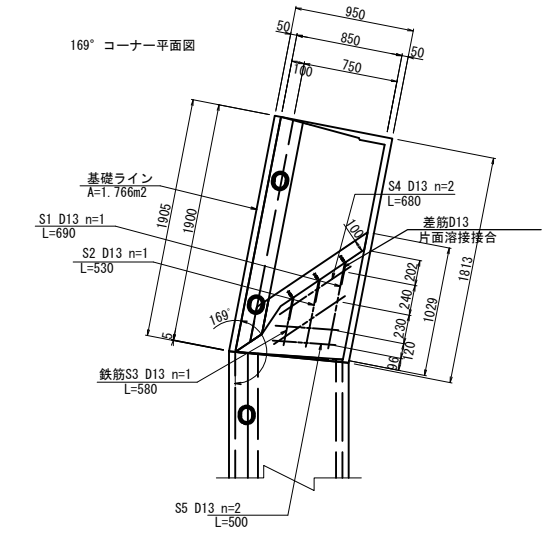 169° コーナー平面図
950
50
850
50
100
750
基礎ライン
A=1.766m2
S1 D13 n=1
L=690
S2 D13 n=1
L=530
1905
1900
5
169°
S4 D13 n=2
L=680
差筋D13
片面溶接接合
100
202
240
230
120
96
1029
1813
鉄筋S3 D13 n=1
L=580
S5 D13 n=2
L=500